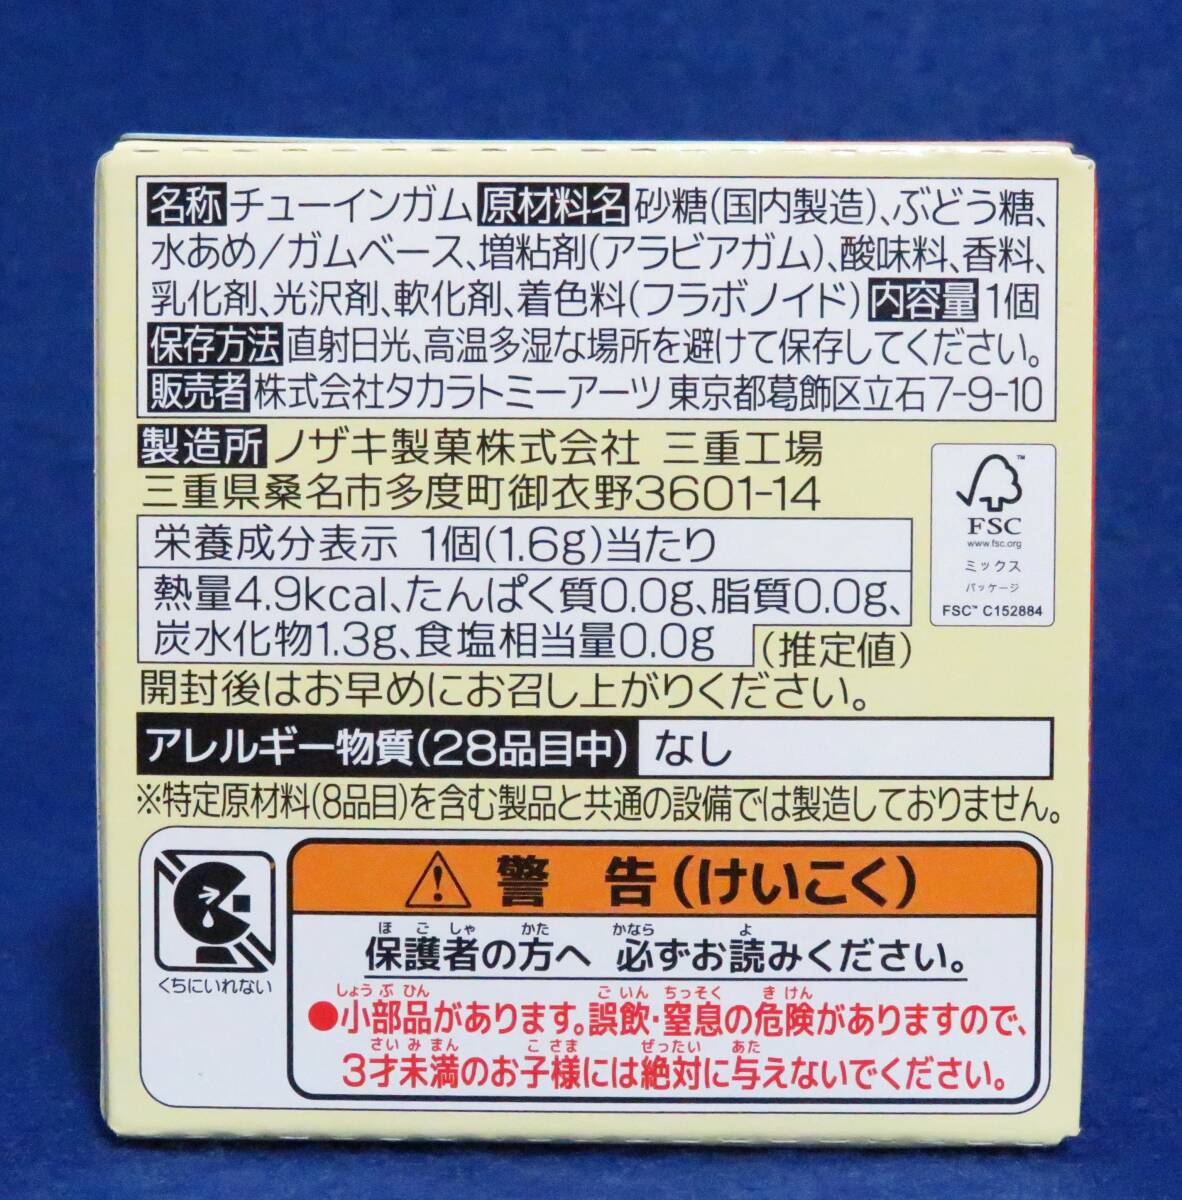 名称 チューインガム 原材料名 砂糖(国内製造)、ぶどう糖、
水あめ/ガムベース、増粘剤(アラビアガム)、酸味料、香料、
乳化剤、光沢剤、軟化剤、着色料(フラボノイド) 内容量 1個
保存方法 直射日光、高温多湿な場所を避けて保存してください。
販売者 株式会社タカラトミーアーツ 東京都葛飾区立石7-9-10
製造所 ノザキ製菓株式会社 三重工場
三重県桑名市多度町御衣野3601-14
FSC
www.fsc.org
ミックス
パッケージ
FSC™ C152884
栄養成分表示 1個(1.6g)当たり
熱量4.9kcal、たんぱく質0.0g、脂質0.0g、
炭水化物1.3g、食塩相当量0.0g (推定値)
開封後はお早めにお召し上がりください。
アレルギー物質(28品目中) なし
※特定原材料(8品目)を含む製品と共通の設備では製造しておりません。
くちにいれない
警 告(けいこく)
ほ ご しゃ かた かなら よ
保護者の方へ 必ずお読みください。
しょう ぶ ひん ご いん ちっそく き けん
●小部品があります。誤飲・窒息の危険がありますので、
さい み まん こ さま ぜったい あた
3才未満のお子様には絶対に与えないでください。